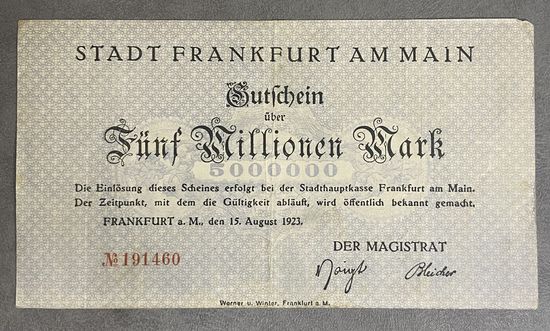 STADT FRANKFURT AM MAIN
Gutschein
über
Fünf Millionen Mark
5000000
Die Einlösung dieses Scheines erfolgt bei der Stadthauptkasse Frankfurt am Main.
Der Zeitpunkt, mit dem die Gültigkeit abläuft, wird öffentlich bekannt gemacht.
FRANKFURT a. M., den 15. August 1923.
DER MAGISTRAT
№ 191460
Voigt Bleicher
Werner u. Winter, Frankfurt a. M.